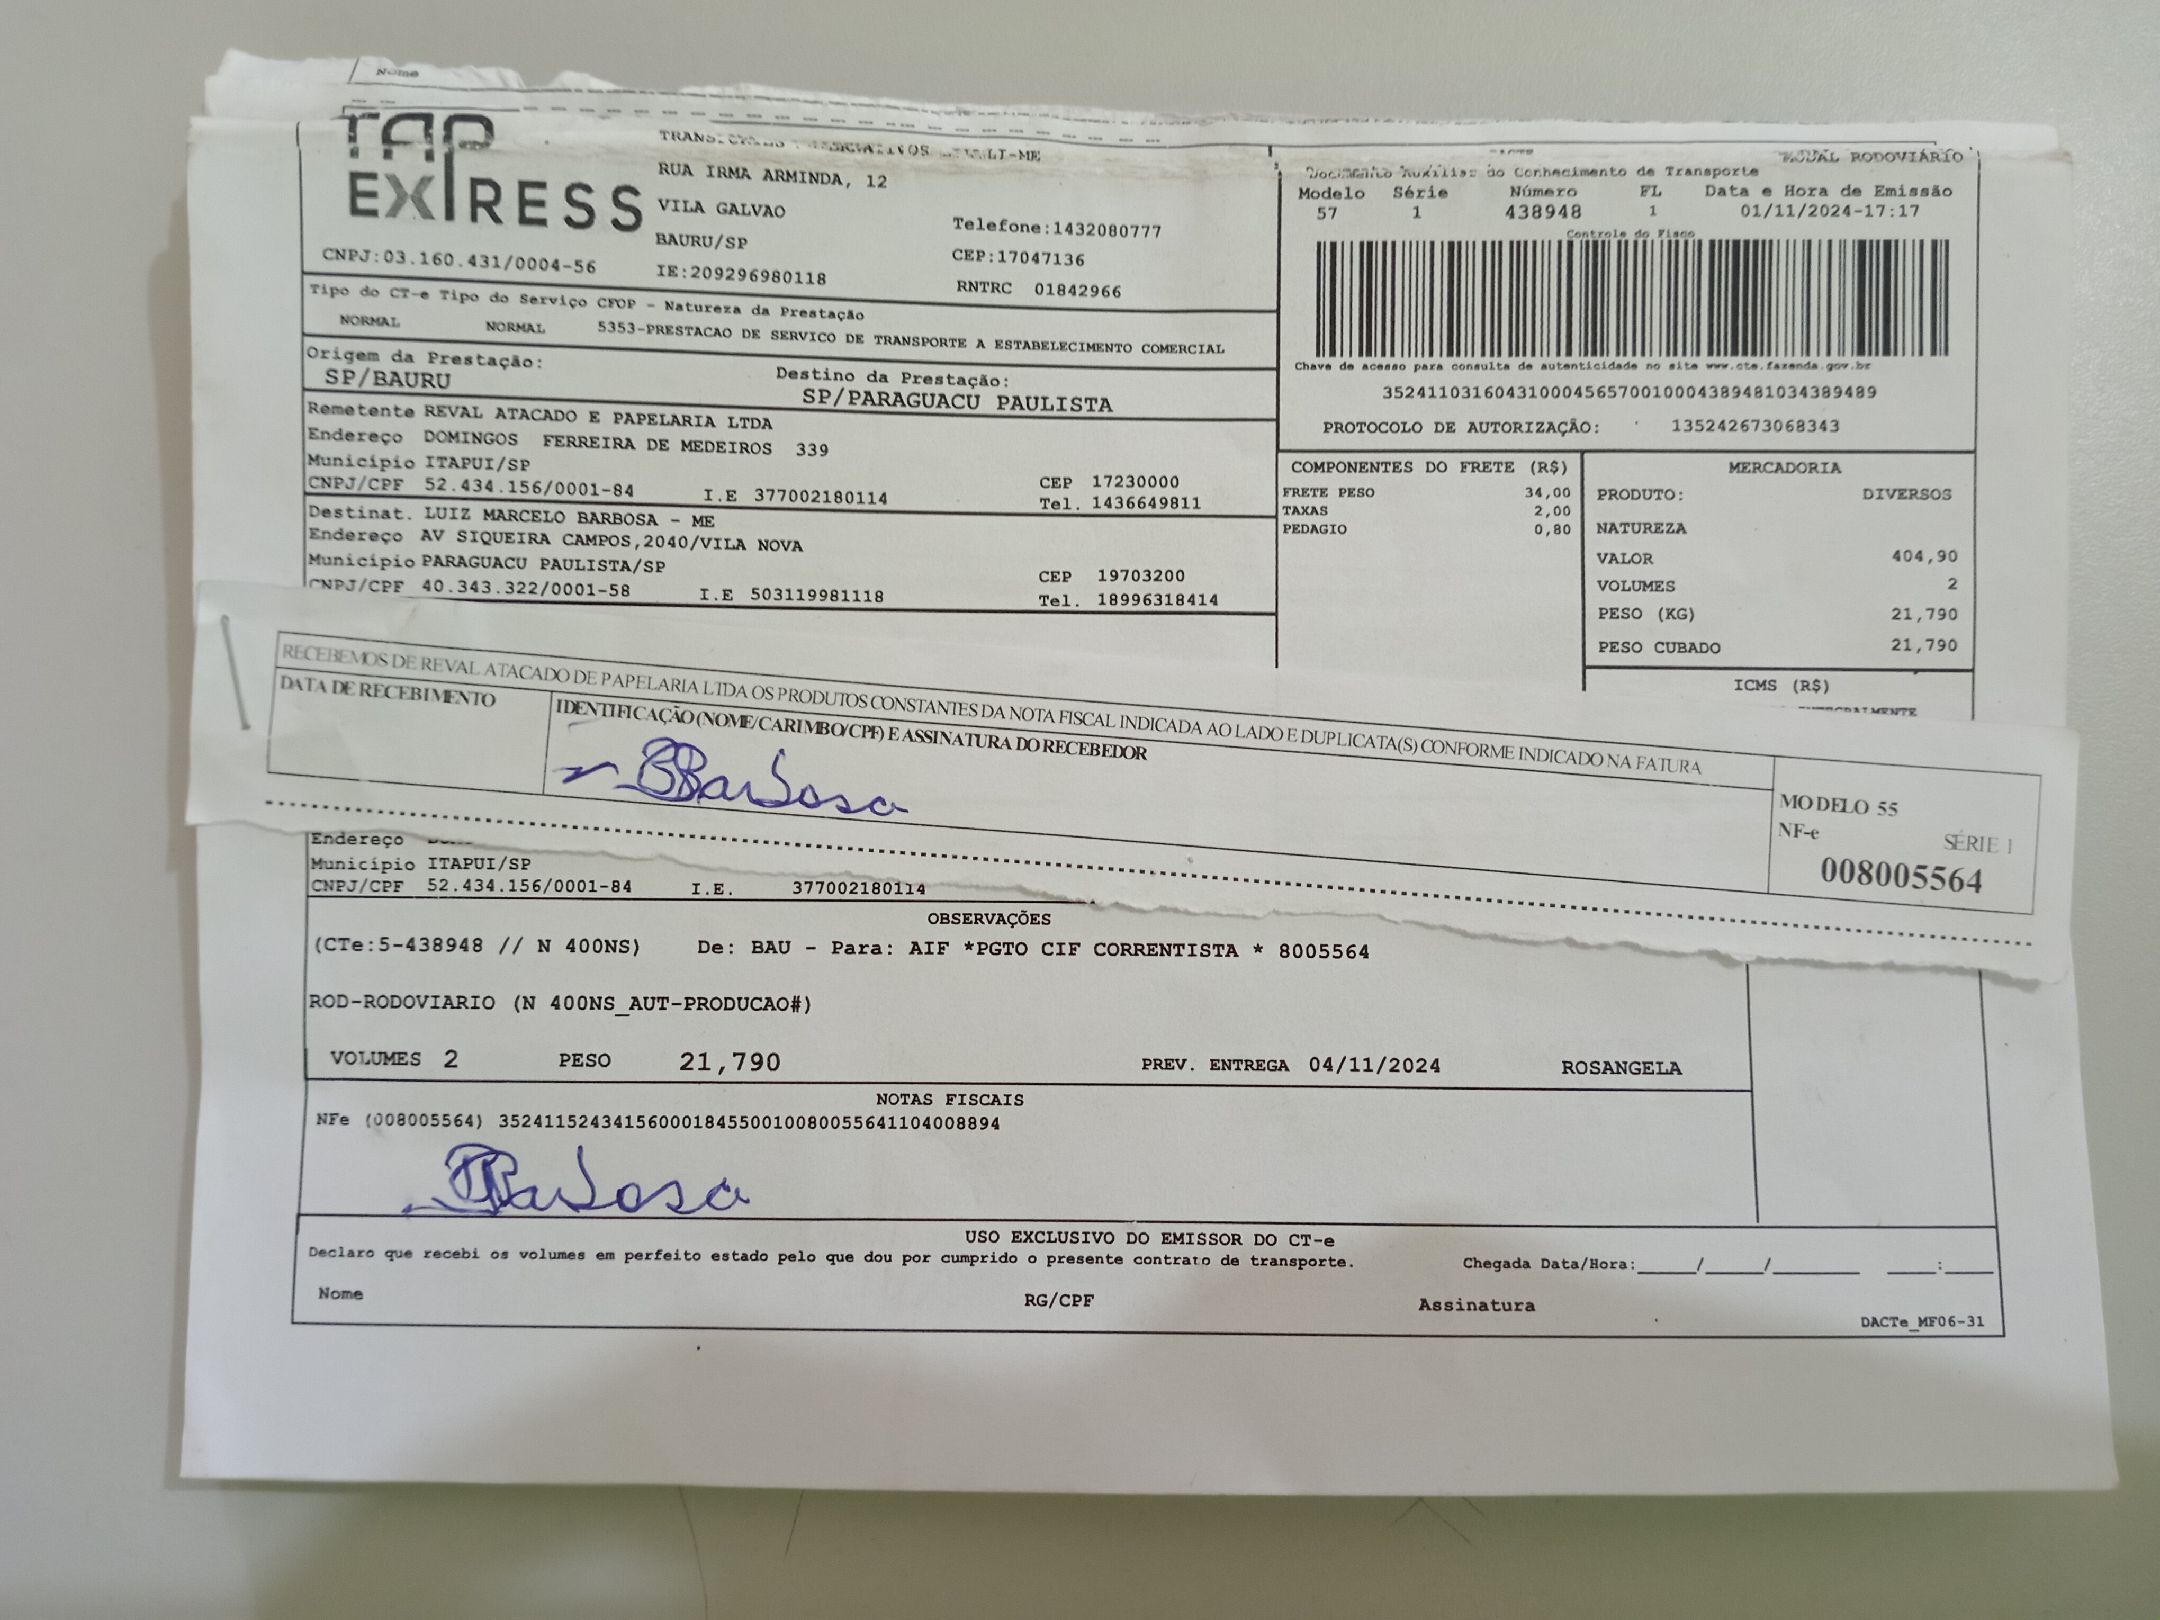 Nome
TAP
EXPRESS
RUA IRMA ARMINDA, 12
VILA GALVAO
BAURU/SP
Telefone:1432080777
CEP:17047136
CNPJ:03.160.431/0004-56
IE:209296980118
RNTRC 01842966
Tipo do CT-e Tipo do Serviço CFOP - Natureza da Prestação
NORMAL NORMAL 5353-PRESTACAO DE SERVICO DE TRANSPORTE A ESTABELECIMENTO COMERCIAL
Origem da Prestação:
SP/BAURU
Destino da Prestação:
SP/PARAGUACU PAULISTA
Remetente REVAL ATACADO E PAPELARIA LTDA
Endereço DOMINGOS FERREIRA DE MEDEIROS 339
Município ITAPUI/SP
CEP 17230000
CNPJ/CPF 52.434.156/0001-84 I.E 377002180114 Tel. 1436649811
Destinat. LUIZ MARCELO BARBOSA - ME
Endereço AV SIQUEIRA CAMPOS,2040/VILA NOVA
Município PARAGUACU PAULISTA/SP
CEP 19703200
CNPJ/CPF 40.343.322/0001-58 I.E 503119981118 Tel. 18996318414
RODOVIÁRIO
Documento Auxiliar do Conhecimento de Transporte
Modelo Série Número FL Data e Hora de Emissão
57 1 438948 1 01/11/2024-17:17
Controle do Fisco
Chave de acesso para consulta de autenticidade no site www.cte.fazenda.gov.br
35241103160431000456570010004389481034389489
PROTOCOLO DE AUTORIZAÇÃO: 135242673068343
COMPONENTES DO FRETE (R$)
FRETE PESO 34,00
TAXAS 2,00
PEDAGIO 0,80
MERCADORIA
PRODUTO: DIVERSOS
NATUREZA
VALOR 404,90
VOLUMES 2
PESO (KG) 21,790
PESO CUBADO 21,790
ICMS (R$)
RECEBEMOS DE REVAL ATACADO DE PAPELARIA LTDA OS PRODUTOS CONSTANTES DA NOTA FISCAL INDICADA AO LADO E DUPLICATA(S) CONFORME INDICADO NA FATURA
DATA DE RECEBIMENTO
IDENTIFICAÇÃO (NOME/CARIMBO/CPF) E ASSINATURA DO RECEBEDOR
Barbosa
MODELO 55
NF-e SÉRIE 1
008005564
Endereço
Município ITAPUI/SP
CNPJ/CPF 52.434.156/0001-84 I.E. 377002180114
OBSERVAÇÕES
(CTe:5-438948 // N 400NS) De: BAU - Para: AIF *PGTO CIF CORRENTISTA * 8005564
ROD-RODOVIARIO (N 400NS_AUT-PRODUCAO#)
VOLUMES 2 PESO 21,790 PREV. ENTREGA 04/11/2024 ROSANGELA
NOTAS FISCAIS
NFe (008005564) 35241152434156000184550010080055641104008894
Barbosa
USO EXCLUSIVO DO EMISSOR DO CT-e
Declaro que recebi os volumes em perfeito estado pelo que dou por cumprido o presente contrato de transporte. Chegada Data/Hora:____/____/______ ___:___
Nome RG/CPF Assinatura
DACTe_MF06-31